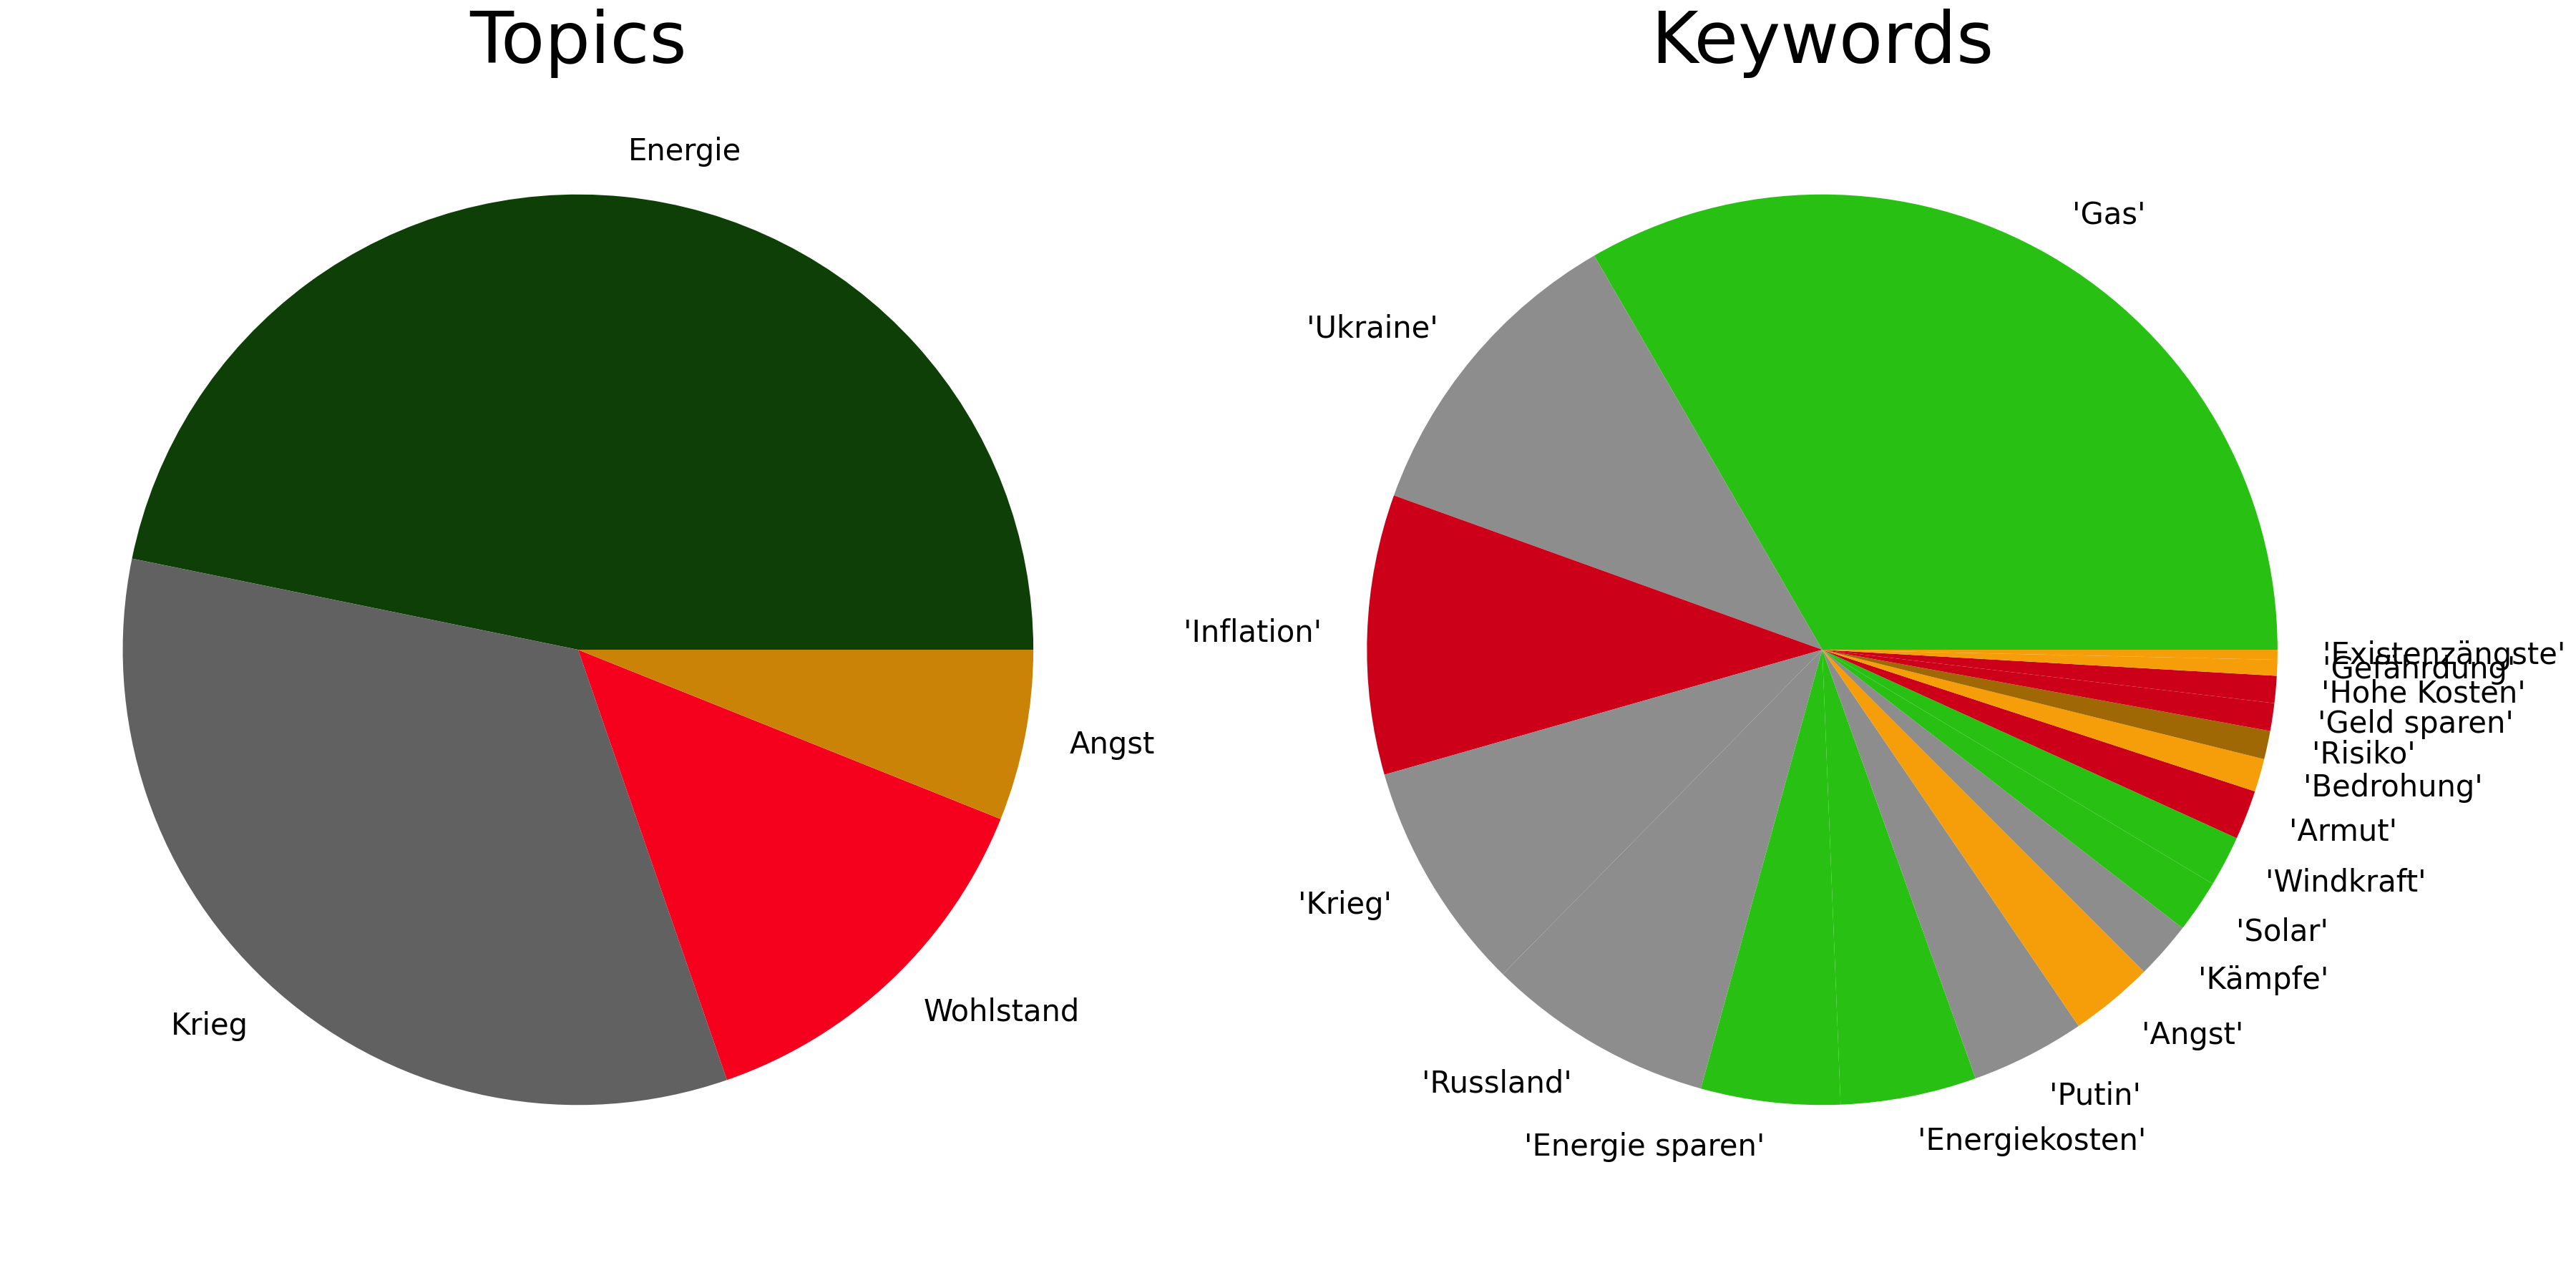 Topics
Energie
Krieg
Wohlstand
Angst
Keywords
'Gas'
'Ukraine'
'Inflation'
'Krieg'
'Russland'
'Energie sparen'
'Energiekosten'
'Putin'
'Angst'
'Kämpfe'
'Solar'
'Windkraft'
'Armut'
'Bedrohung'
'Risiko'
'Geld sparen'
'Hohe Kosten'
'Gefährdung'
'Existenzängste'